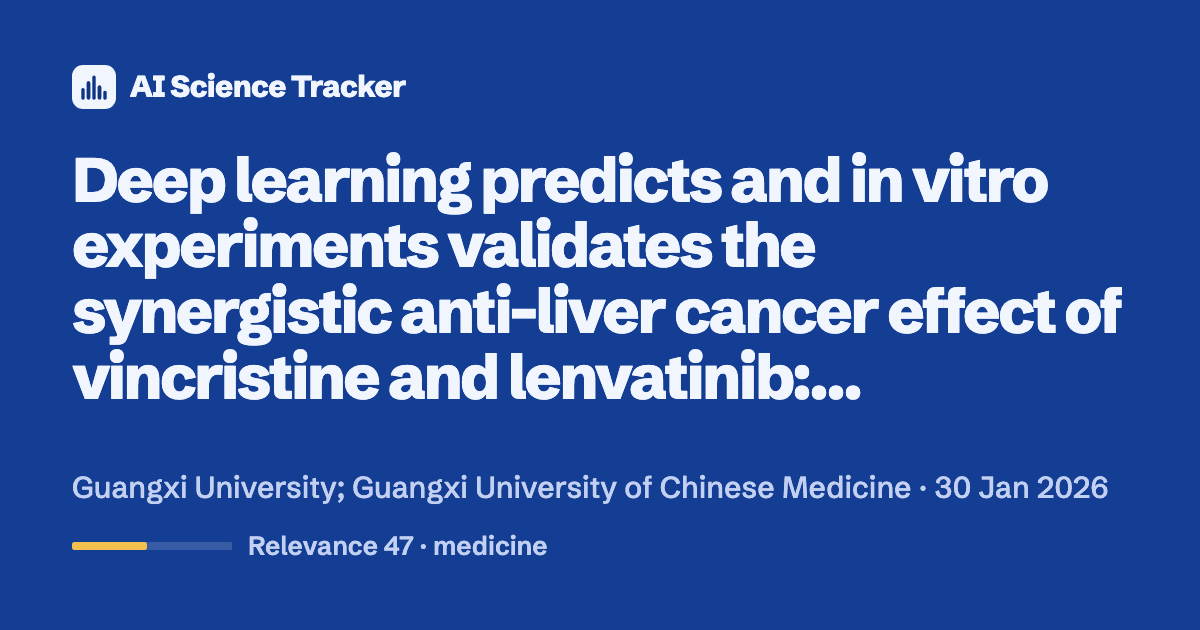 AI Science Tracker
Deep learning predicts and in vitro
experiments validates the
synergistic anti-liver cancer effect of
vincristine and lenvatinib:...
Guangxi University; Guangxi University of Chinese Medicine · 30 Jan 2026
Relevance 47 · medicine